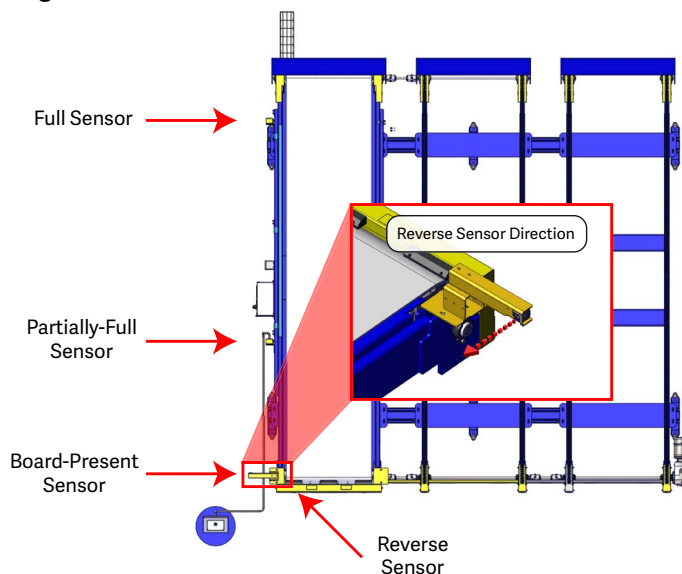 Full Sensor
Reverse Sensor Direction
Partially-Full
Sensor
Board-Present
Sensor
Reverse
Sensor